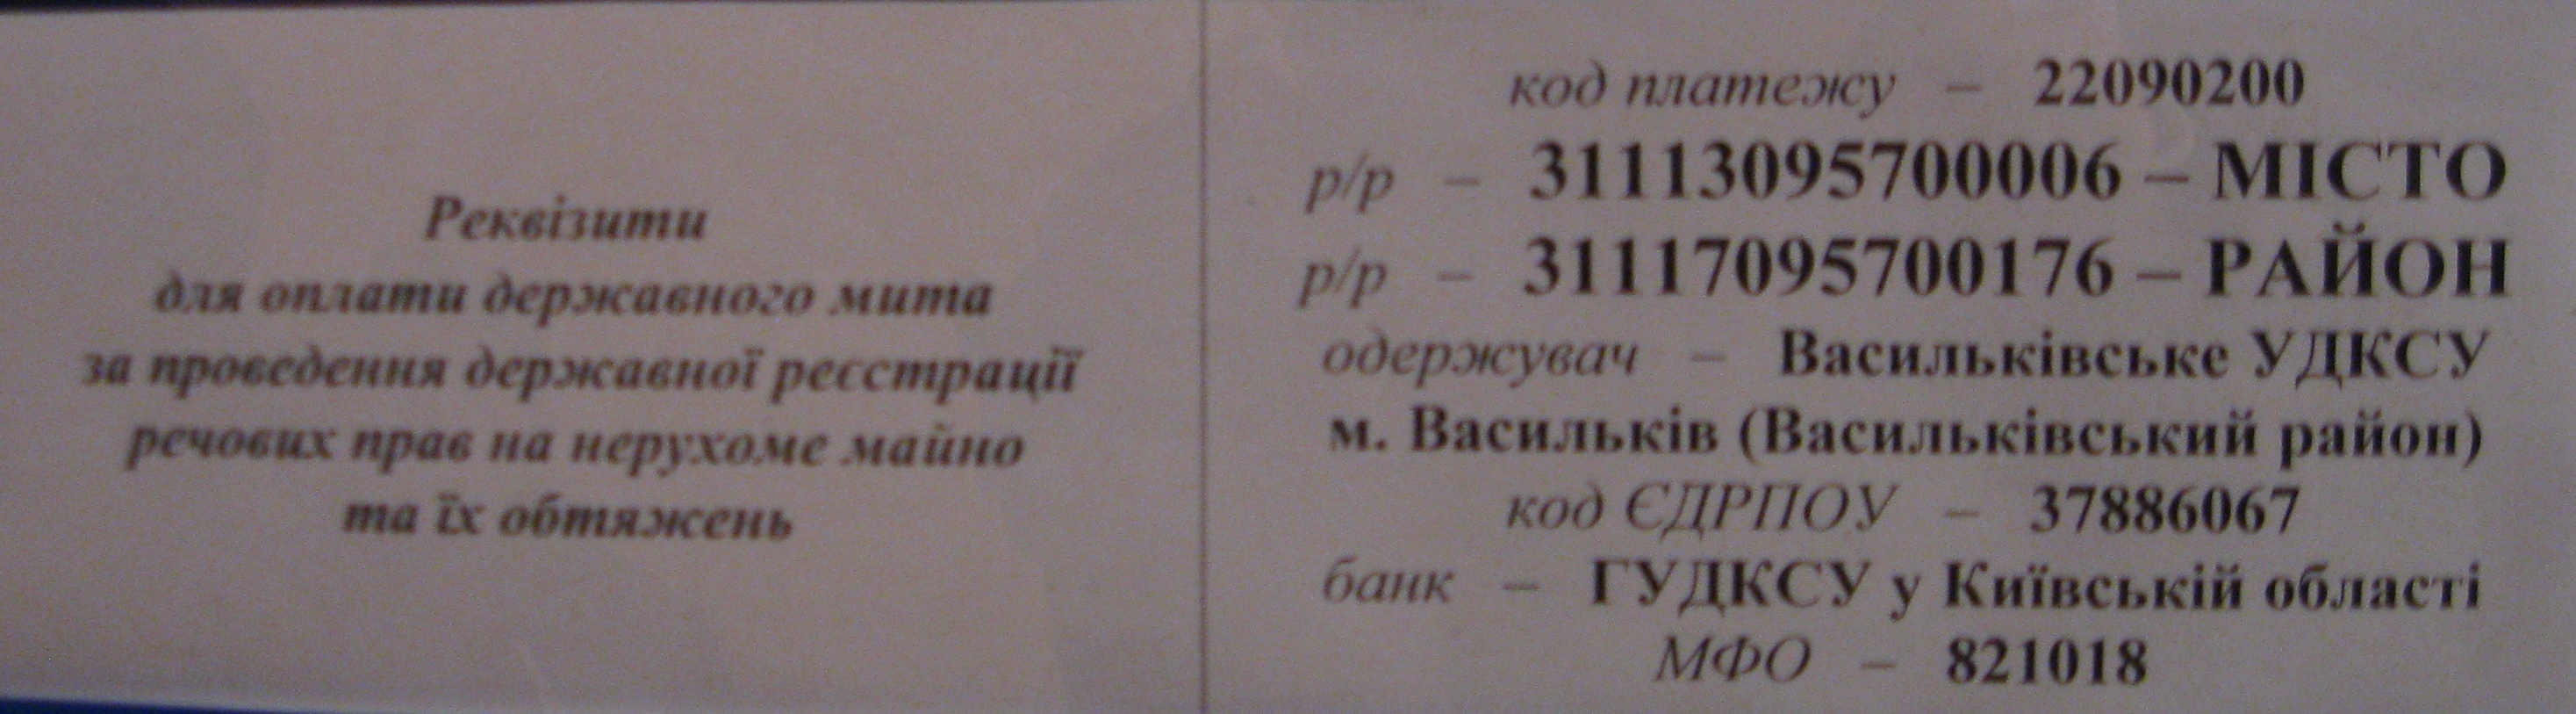 Реквізити
для оплати державного мита
за проведення державної реєстрації
речових прав на нерухоме майно
та їх обтяжень
код платежу – 22090200
р/р – 31113095700006 – МІСТО
р/р – 31117095700176 – РАЙОН
одержувач – Васильківське УДКСУ
м. Васильків (Васильківський район)
код ЄДРПОУ – 37886067
банк – ГУДКСУ у Київській області
МФО – 821018